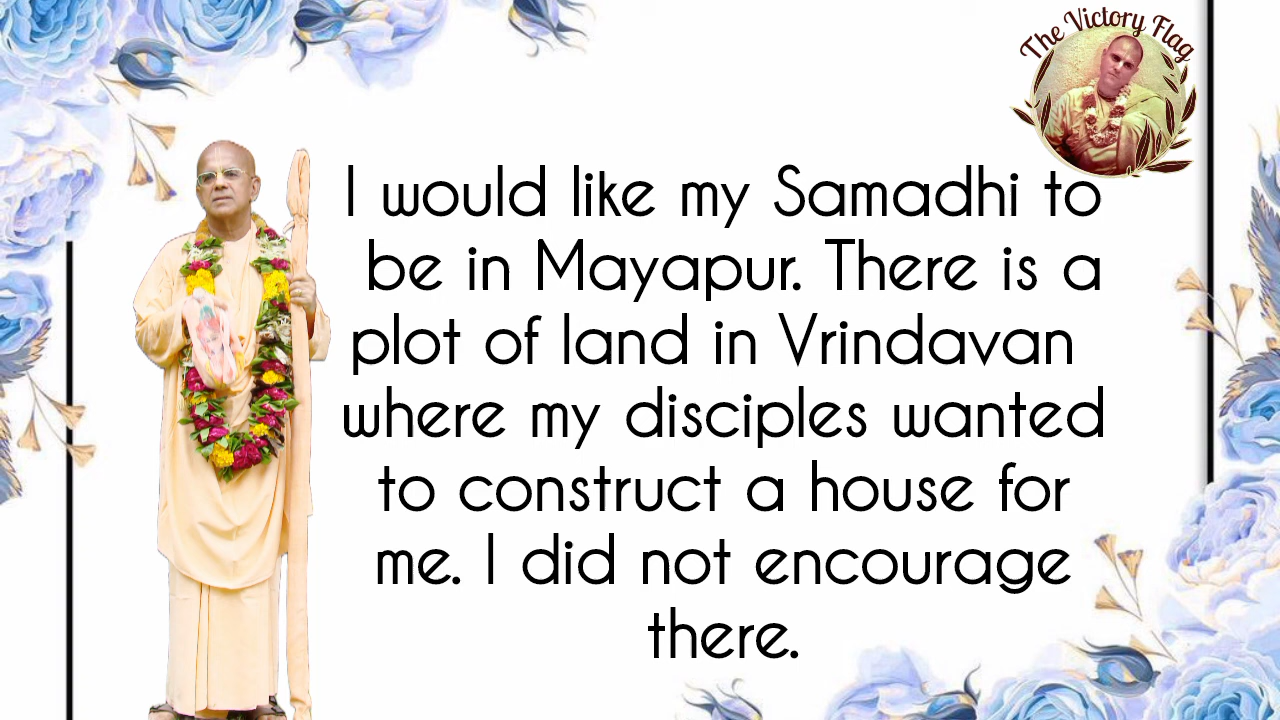 The Victory Flag
I would like my Samadhi to
be in Mayapur. There is a
plot of land in Vrindavan
where my disciples wanted
to construct a house for
me. I did not encourage
there.